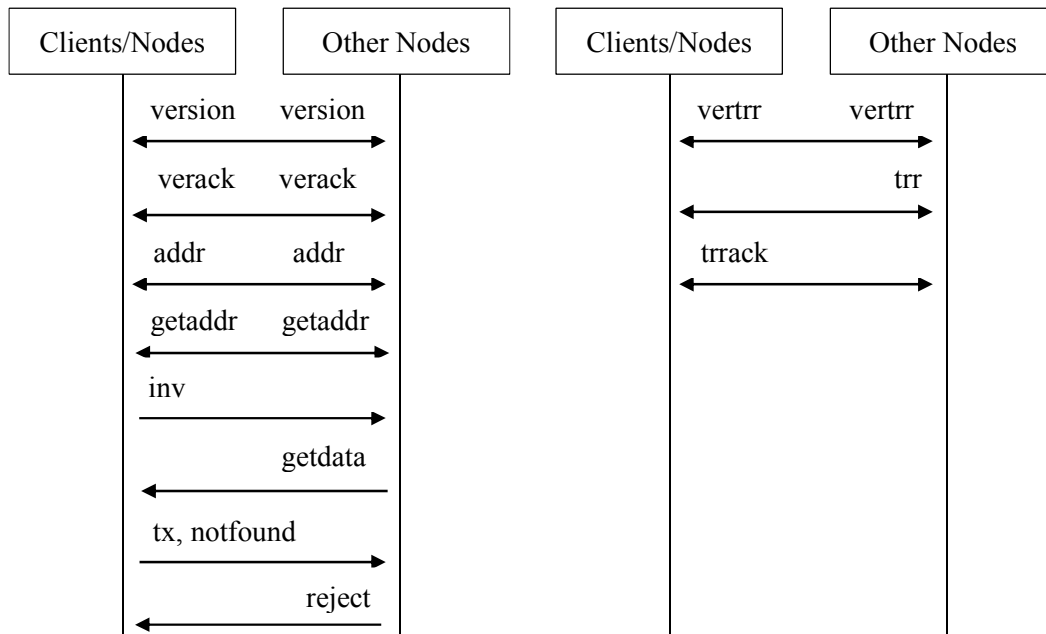 Clients/Nodes Other Nodes
version version
verack verack
addr addr
getaddr getaddr
inv
getdata
tx, notfound
reject
Clients/Nodes Other Nodes
vertrr vertrr
trr
trrack